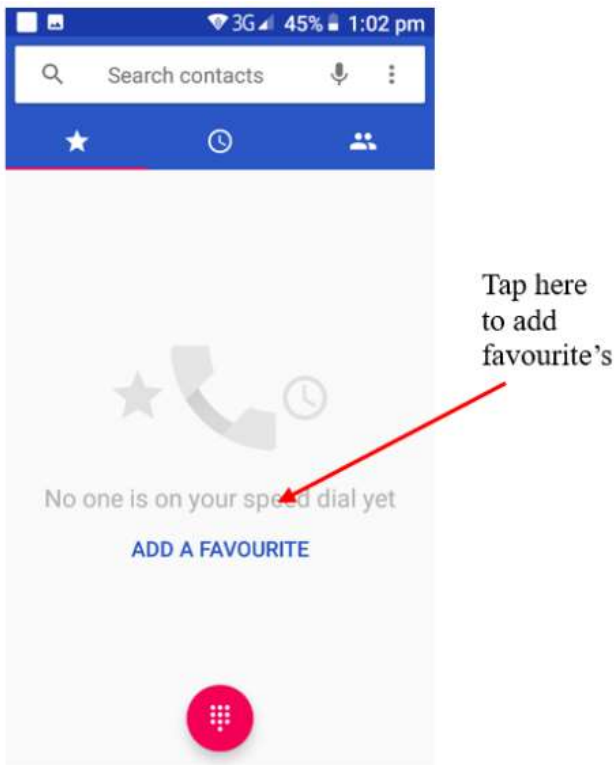 3G 45% 1:02 pm
Search contacts
Tap here
to add
favourite's
No one is on your speed dial yet
ADD A FAVOURITE